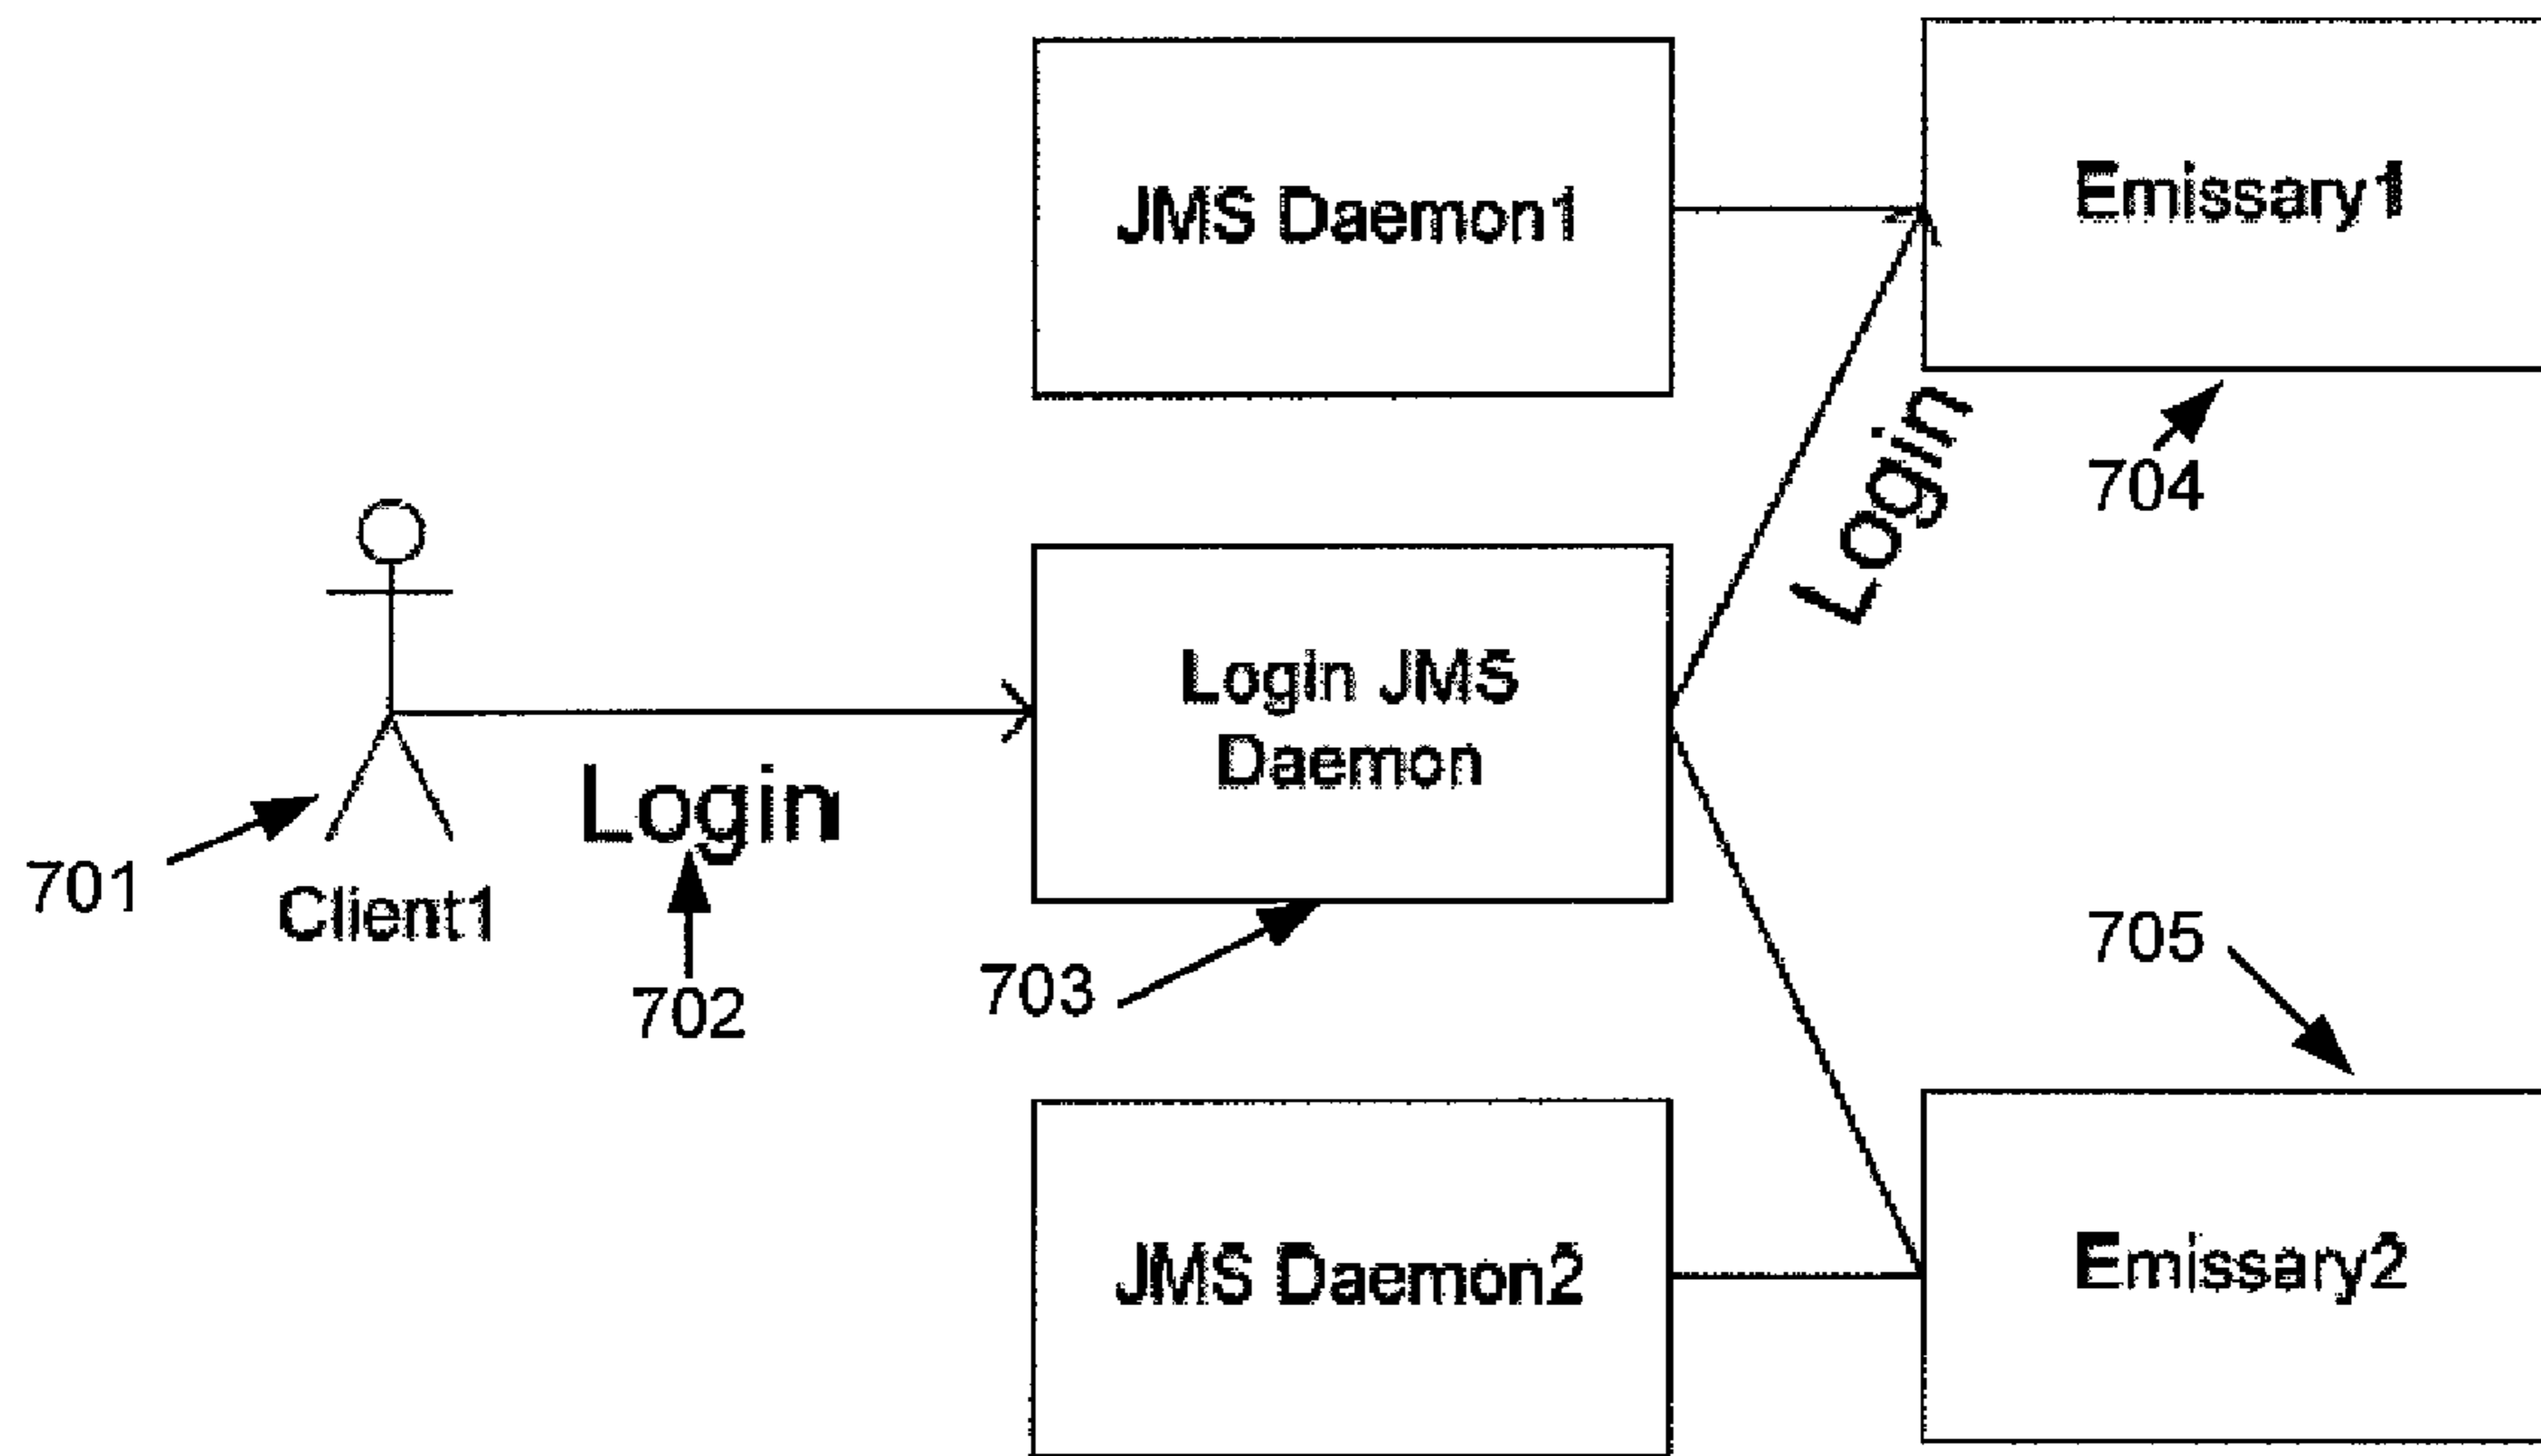 JMS Daemon1
Emissary1
Login
704
Login JMS
Daemon
Login
701
Client1
702
703
705
JMS Daemon2
Emissary2